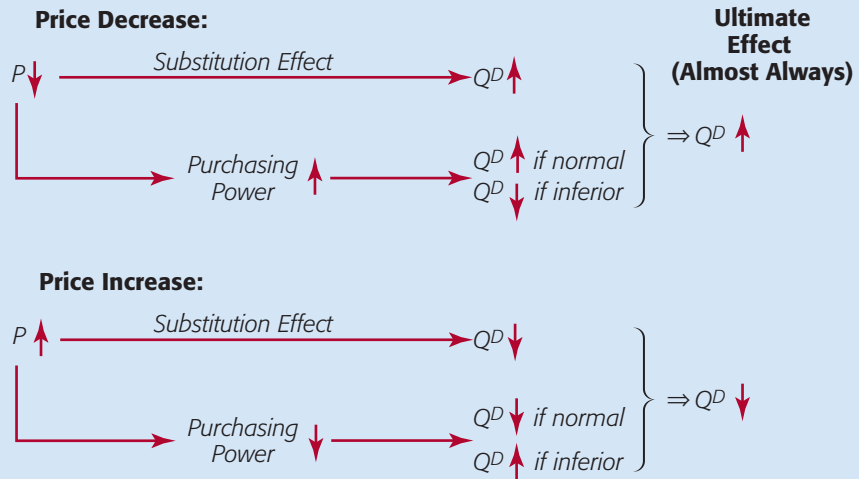 Price Decrease:
Ultimate
Effect
(Almost Always)
P
Substitution Effect
Q^D
Purchasing
Power
Q^D if normal
Q^D if inferior
⇒ Q^D
Price Increase:
P
Substitution Effect
Q^D
Purchasing
Power
Q^D if normal
Q^D if inferior
⇒ Q^D